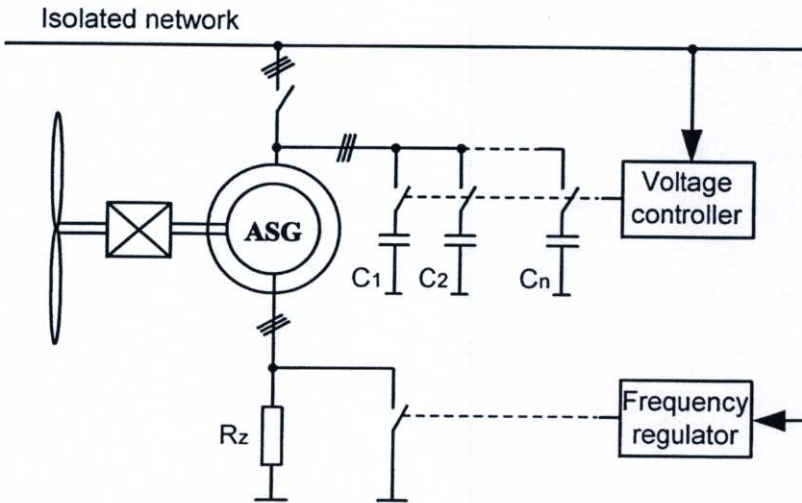 Isolated network
ASG
Voltage
controller
C1
C2
Cn
Rz
Frequency
regulator